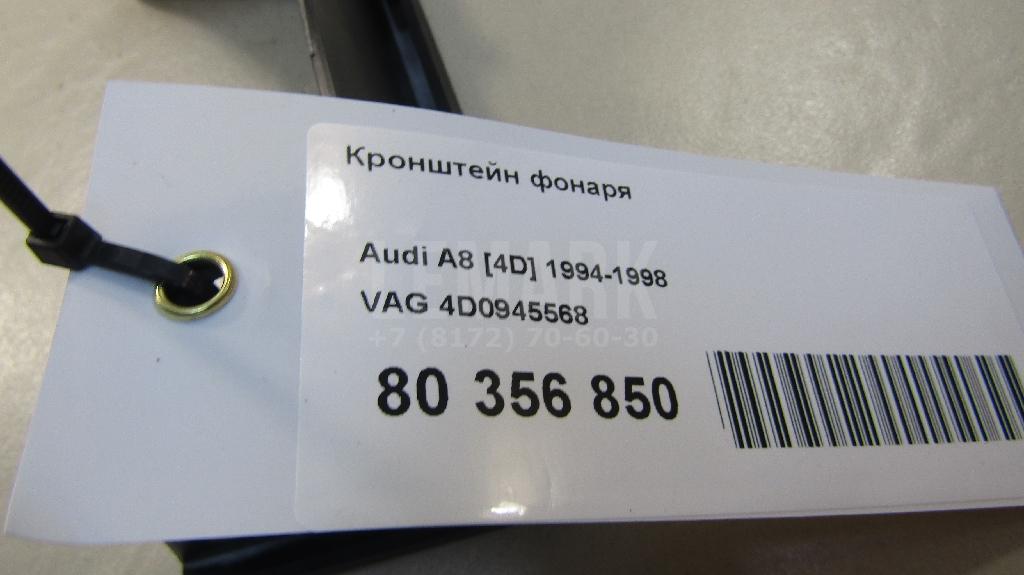 Кронштейн фонаря
Audi A8 [4D] 1994-1998
VAG 4D0945568
80 356 850
+7 (8172) 70-60-30